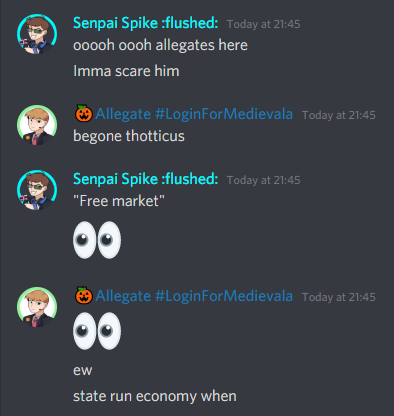 Senpai Spike :flushed: Today at 21:45
ooooh oooh allegates here
Imma scare him
Allegate #LoginForMedievala Today at 21:45
begone thotticus
Senpai Spike :flushed: Today at 21:45
"Free market"
Allegate #LoginForMedievala Today at 21:45
ew
state run economy when